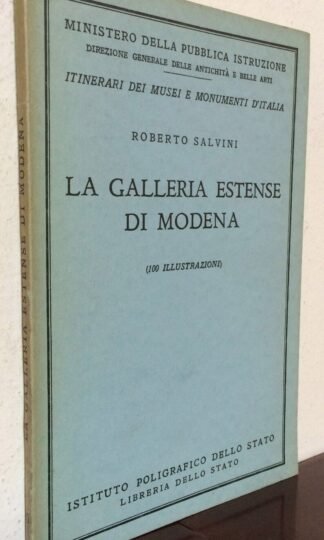 MINISTERO DELLA PUBBLICA ISTRUZIONE
DIREZIONE GENERALE DELLE ANTICHITÀ E BELLE ARTI
ITINERARI DEI MUSEI E MONUMENTI D'ITALIA
ROBERTO SALVINI
LA GALLERIA ESTENSE
DI MODENA
(100 ILLUSTRAZIONI)
ISTITUTO POLIGRAFICO DELLO STATO
LIBRERIA DELLO STATO
LA GALLERIA ESTENSE DI MODENA